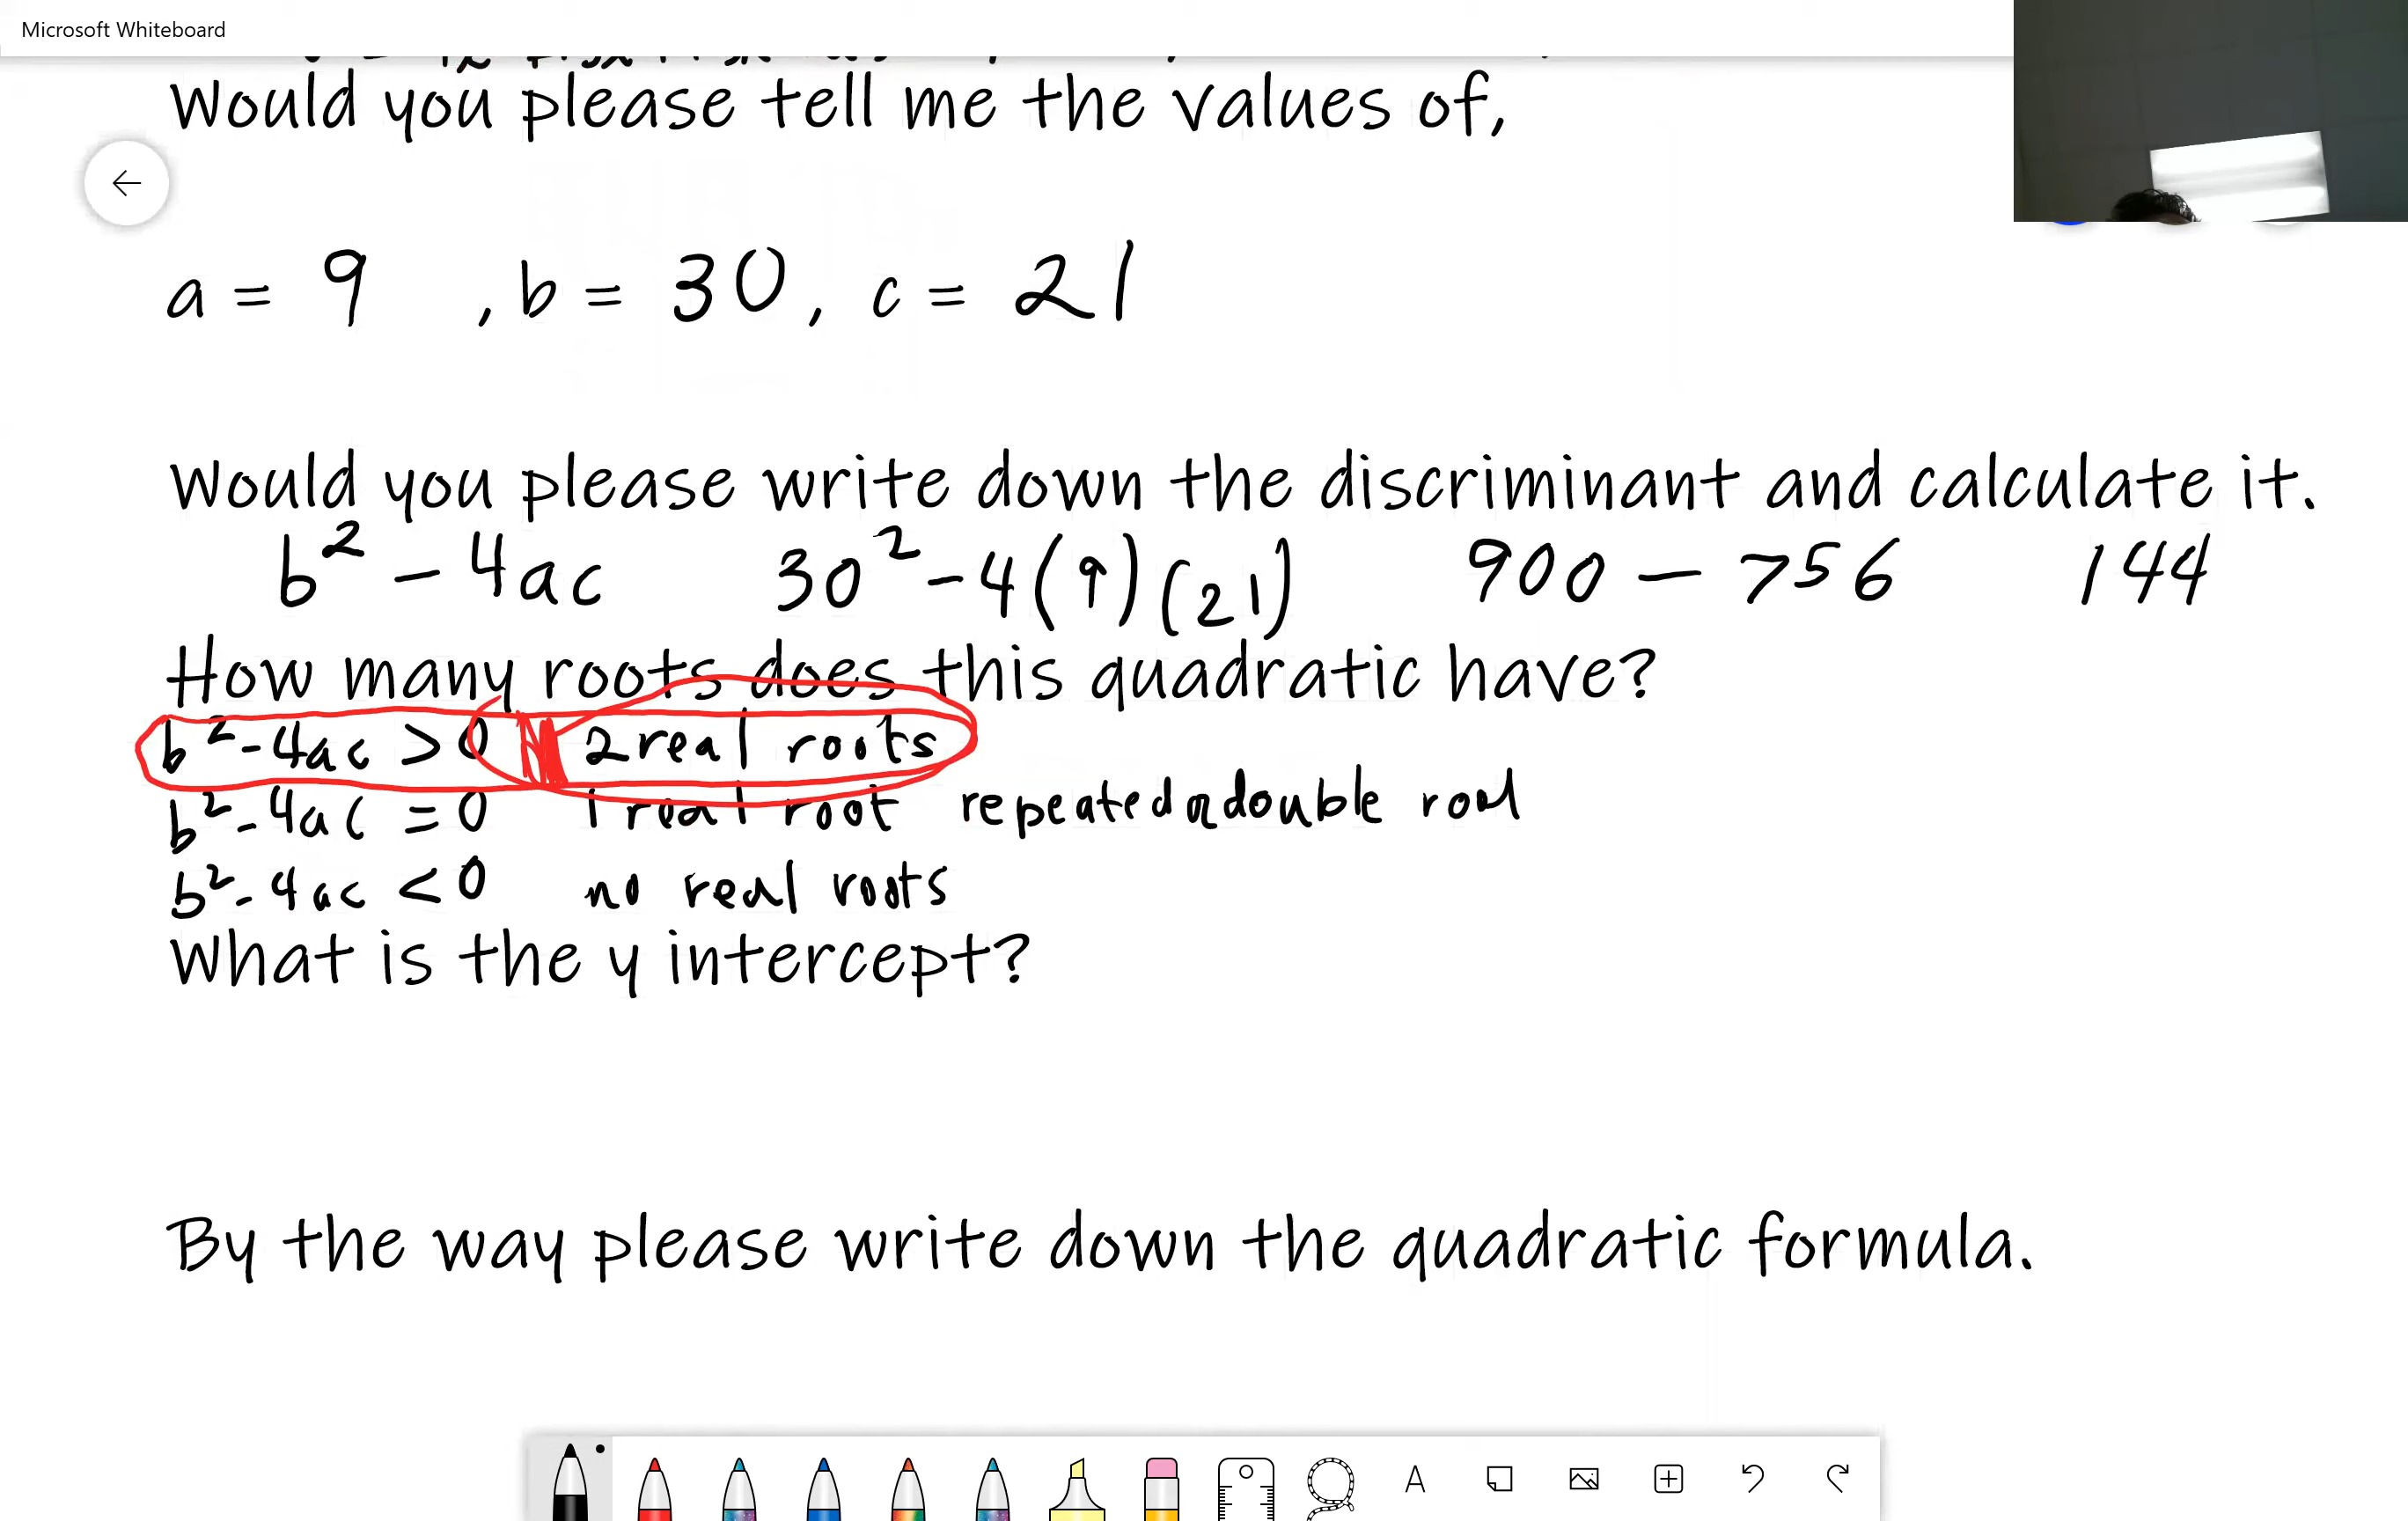 Microsoft Whiteboard
Would you please tell me the values of,
a = 9 , b = 30, c = 21
Would you please write down the discriminant and calculate it.
b² - 4ac 30² - 4(9)(21) 900 - 756 144
How many roots does this quadratic have?
b² - 4ac > 0 2 real roots
b² - 4ac = 0 1 real root repeated or double root
b² - 4ac < 0 no real roots
What is the y intercept?
By the way please write down the quadratic formula.
A